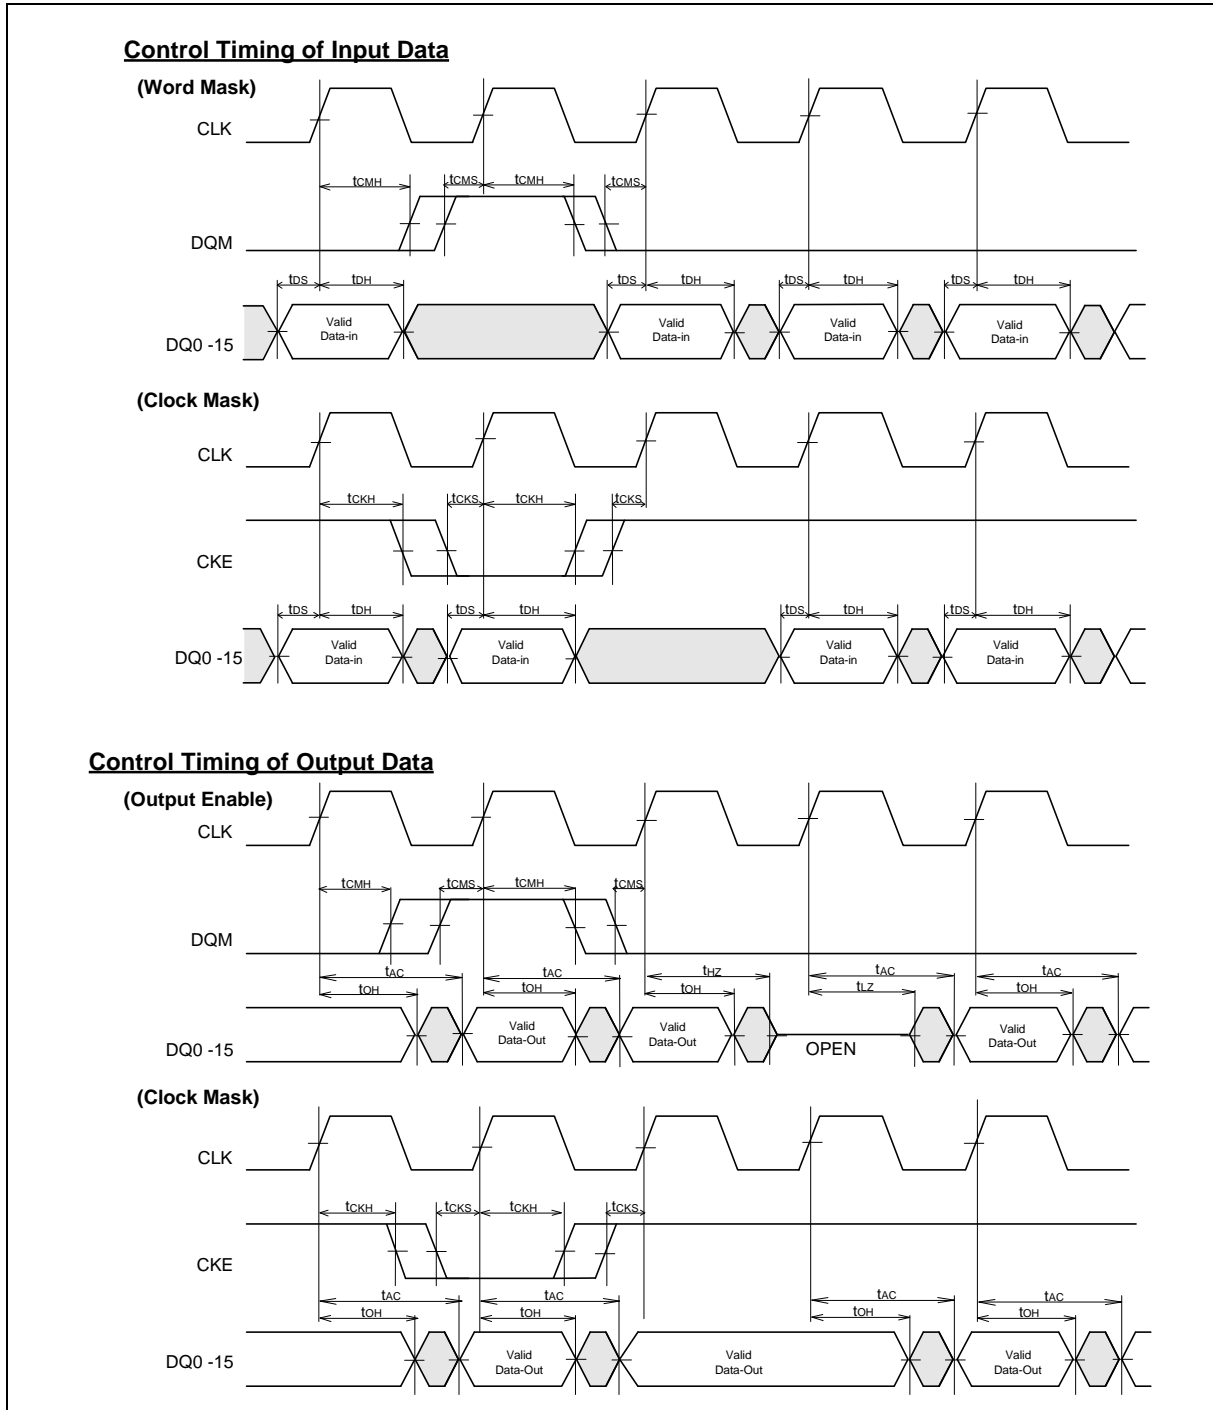 Control Timing of Input Data
(Word Mask)
CLK
tCMH tCMS tCMH tCMS
DQM
tDS tDH tDS tDH tDS tDH tDS tDH
Valid Data-in Valid Data-in Valid Data-in Valid Data-in
DQ0 -15
(Clock Mask)
CLK
tCKH tCKS tCKH tCKS
CKE
tDS tDH tDS tDH tDS tDH tDS tDH
Valid Data-in Valid Data-in Valid Data-in Valid Data-in
DQ0 -15
Control Timing of Output Data
(Output Enable)
CLK
tCMH tCMS tCMH tCMS
DQM
tAC tAC tHZ tAC tAC
tOH tOH tOH tLZ tOH
Valid Data-Out Valid Data-Out Valid Data-Out
DQ0 -15 OPEN
(Clock Mask)
CLK
tCKH tCKS tCKH tCKS
CKE
tAC tAC tAC tAC
tOH tOH tOH tOH
Valid Data-Out Valid Data-Out Valid Data-Out
DQ0 -15